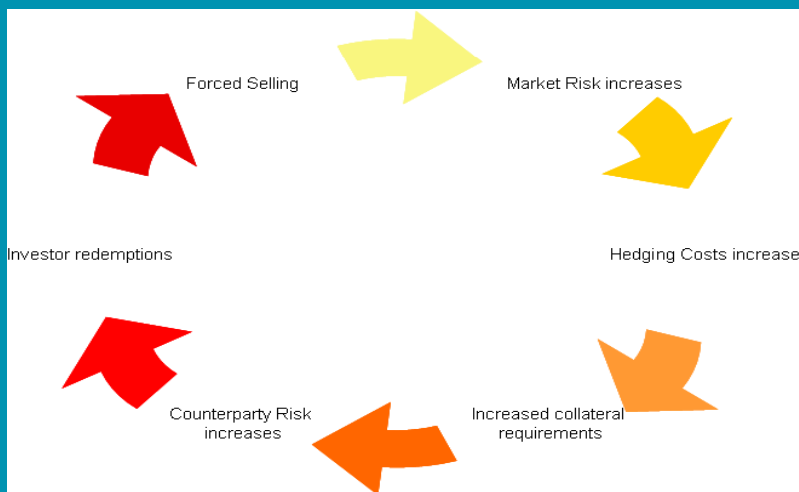 Forced Selling
Market Risk increases
Hedging Costs increase
Increased collateral
requirements
Counterparty Risk
increases
Investor redemptions